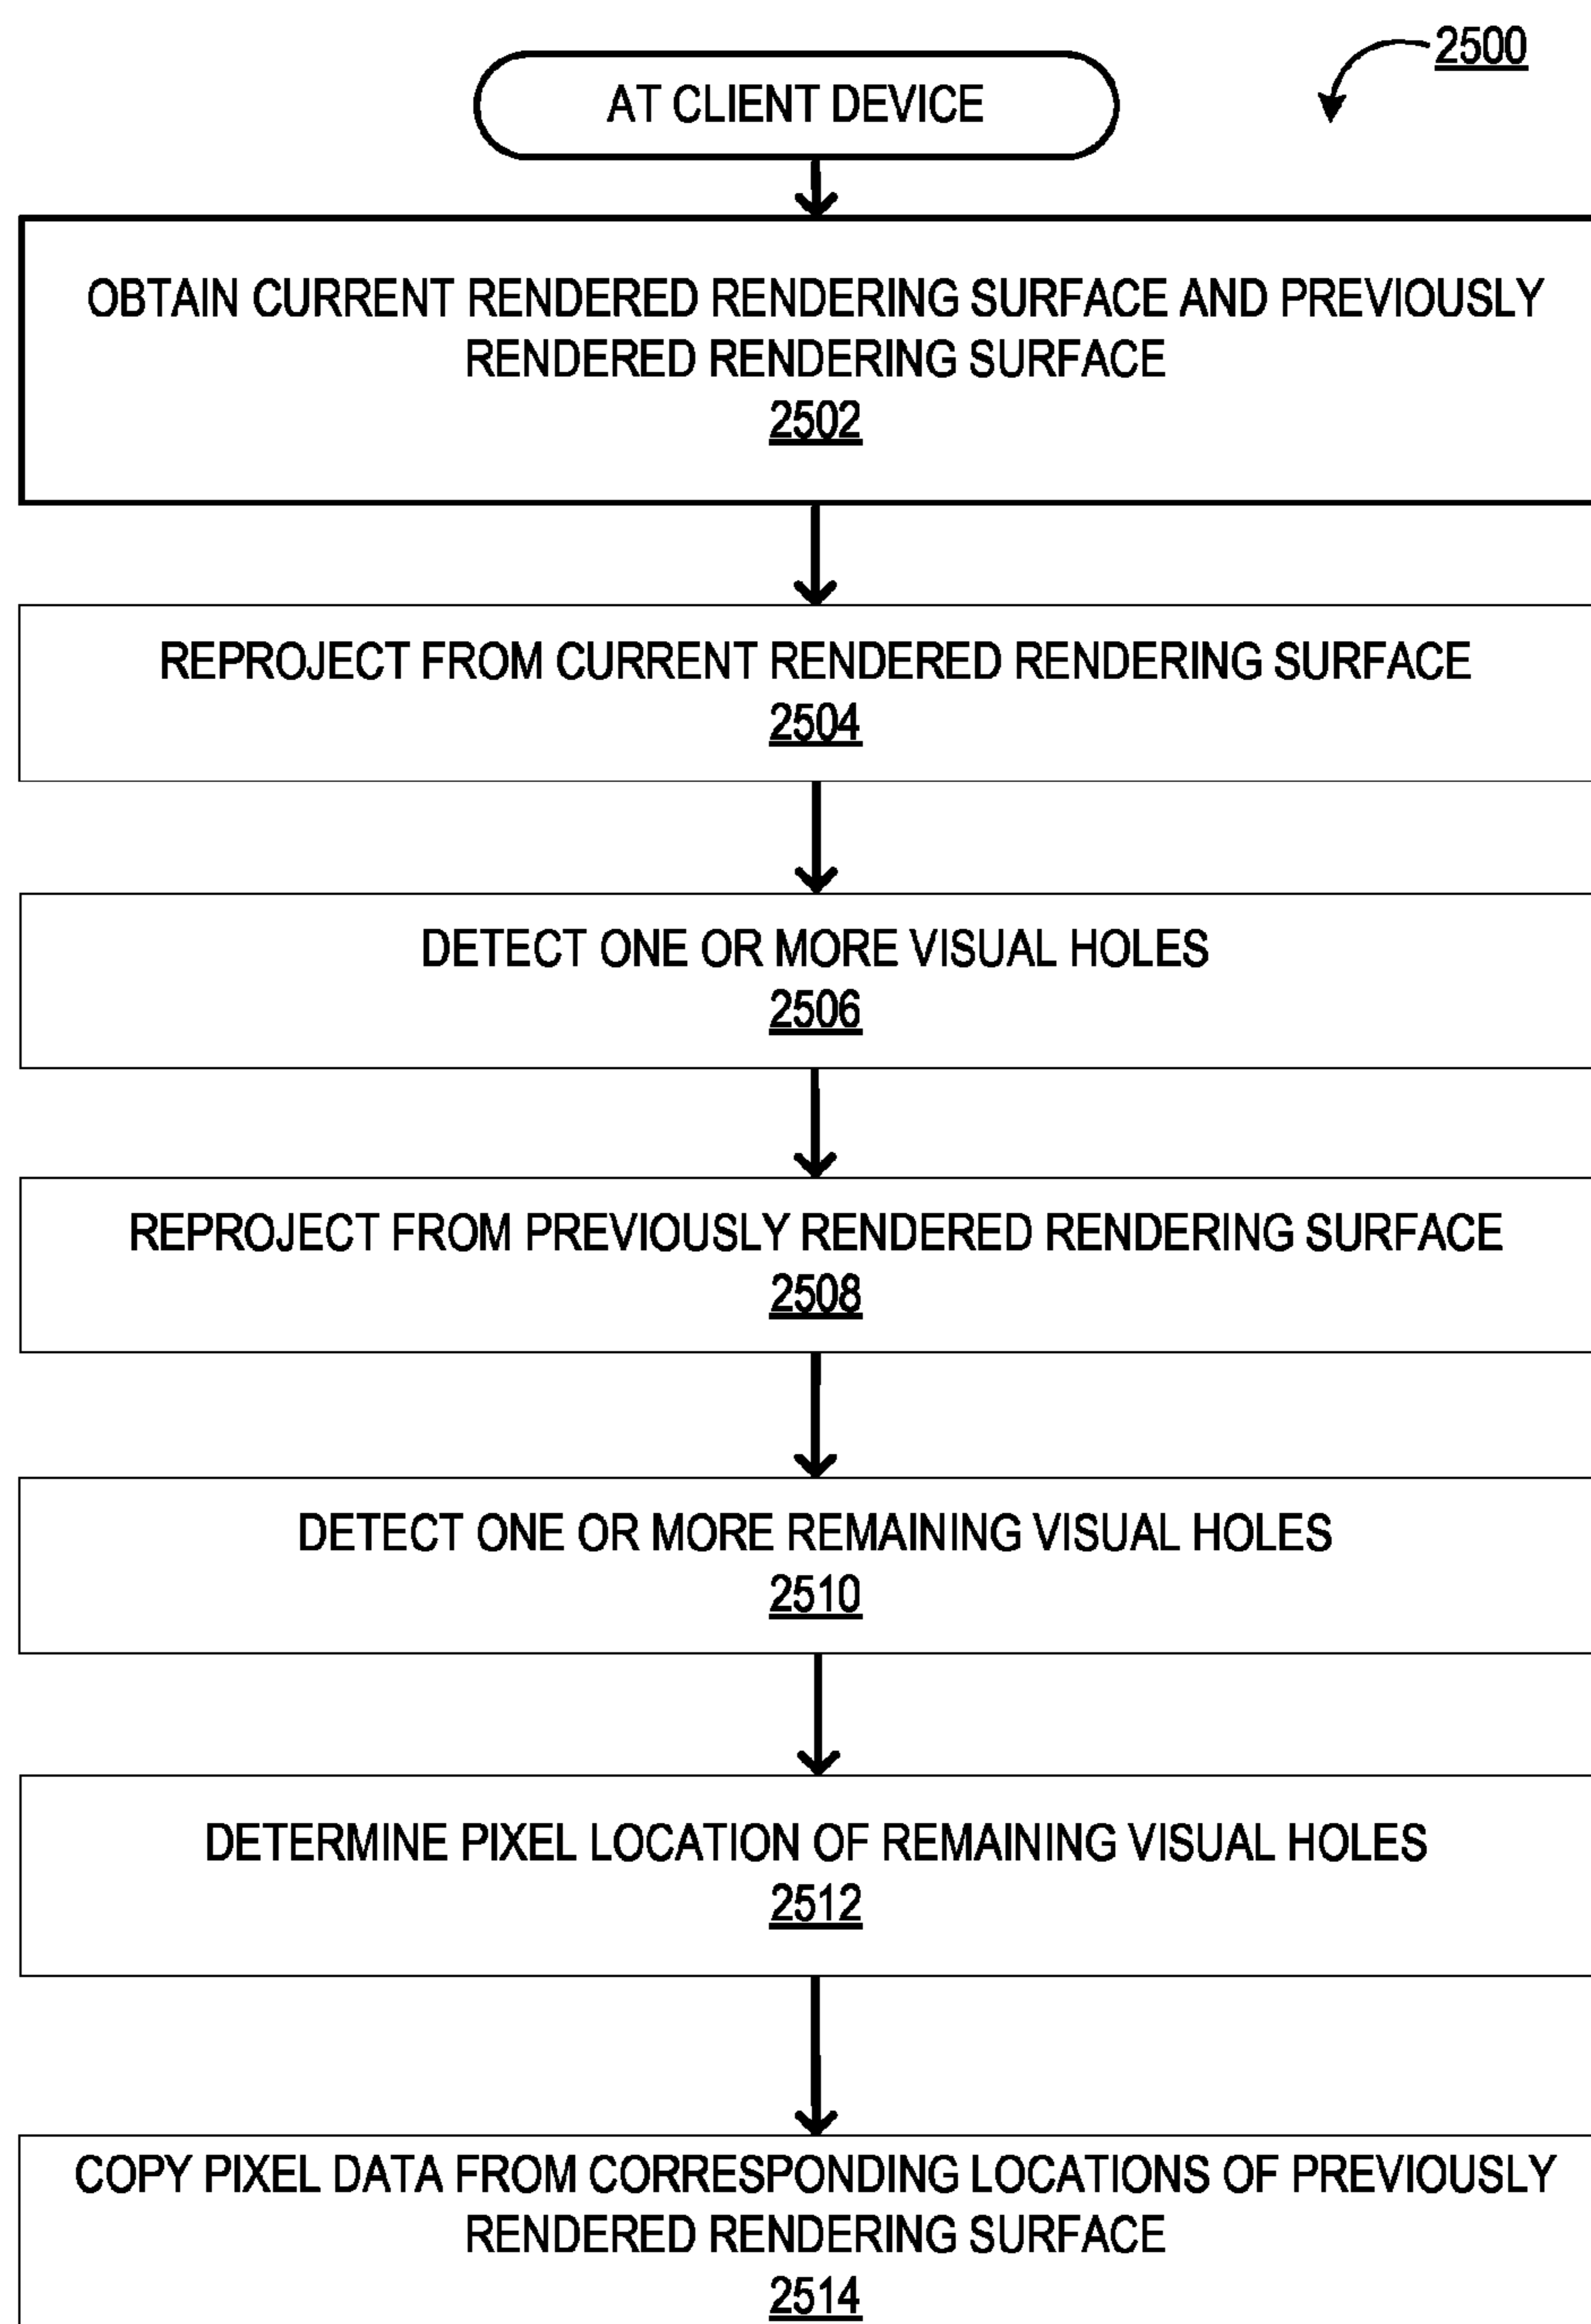 2500
AT CLIENT DEVICE
OBTAIN CURRENT RENDERED RENDERING SURFACE AND PREVIOUSLY
RENDERED RENDERING SURFACE
2502
REPROJECT FROM CURRENT RENDERED RENDERING SURFACE
2504
DETECT ONE OR MORE VISUAL HOLES
2506
REPROJECT FROM PREVIOUSLY RENDERED RENDERING SURFACE
2508
DETECT ONE OR MORE REMAINING VISUAL HOLES
2510
DETERMINE PIXEL LOCATION OF REMAINING VISUAL HOLES
2512
COPY PIXEL DATA FROM CORRESPONDING LOCATIONS OF PREVIOUSLY
RENDERED RENDERING SURFACE
2514